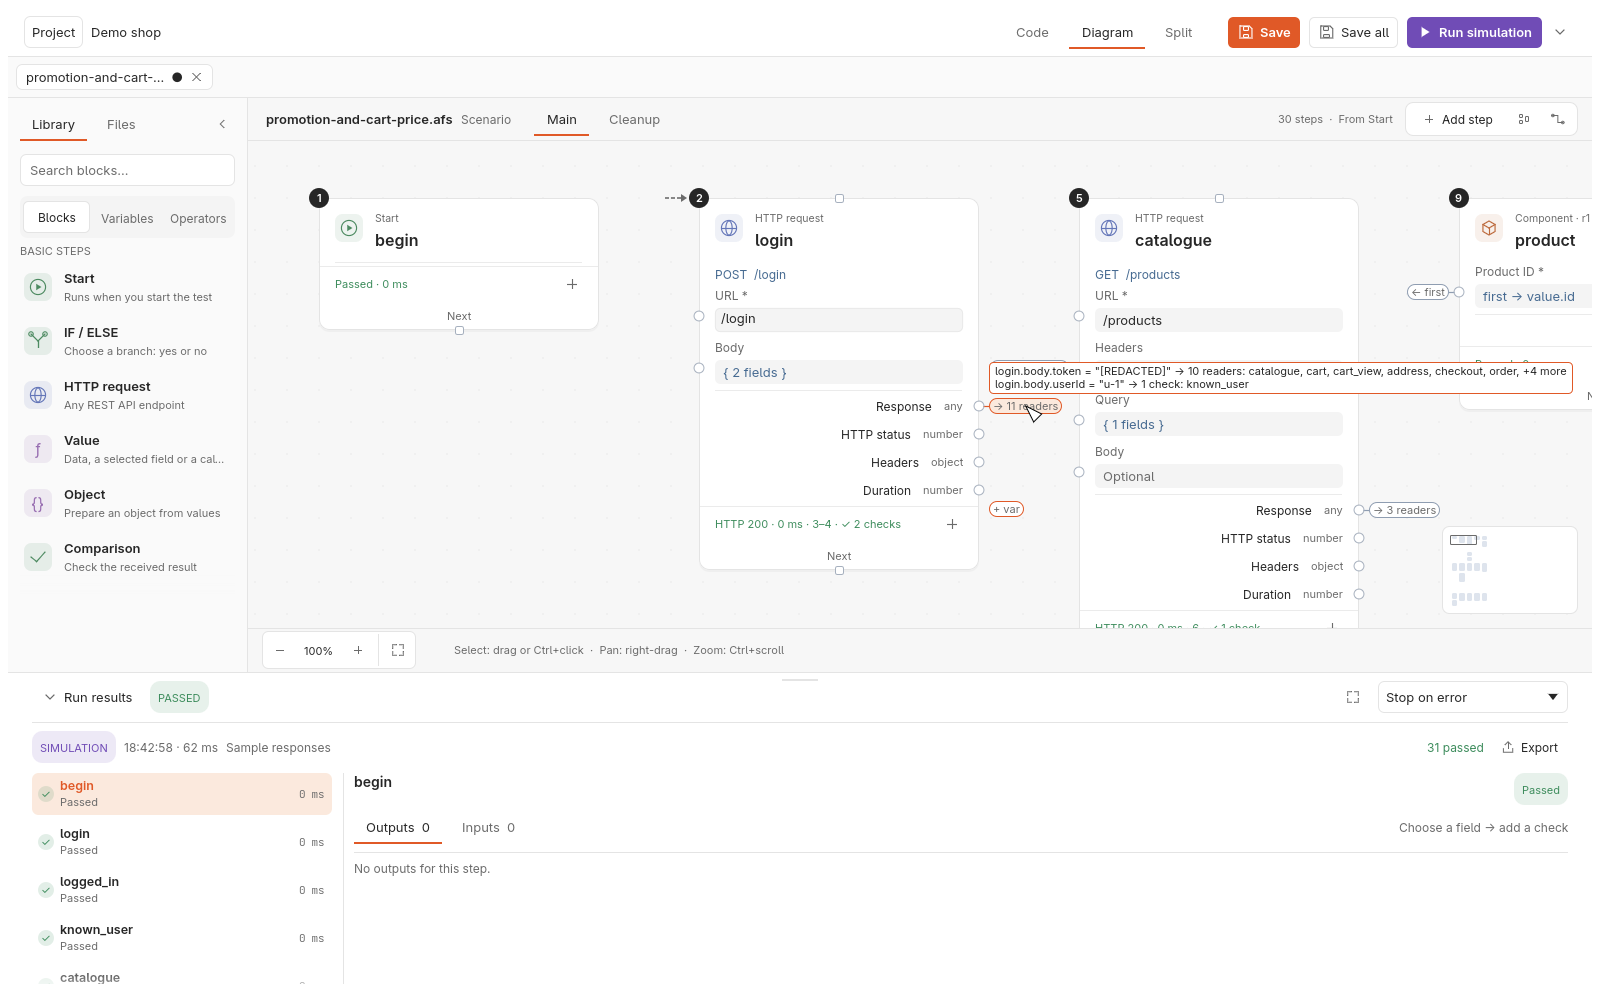 Project
Demo shop
Code
Diagram
Split
Save
Save all
Run simulation
promotion-and-cart-...
Library
Files
promotion-and-cart-price.afs Scenario
Main
Cleanup
30 steps · From Start
Add step
Search blocks...
Blocks
Variables
Operators
BASIC STEPS
Start
Runs when you start the test
IF / ELSE
Choose a branch: yes or no
HTTP request
Any REST API endpoint
Value
Data, a selected field or a cal...
Object
Prepare an object from values
Comparison
Check the received result
1
Start
begin
Passed · 0 ms
Next
2
HTTP request
login
POST /login
URL *
/login
Body
{ 2 fields }
Response any
→ 11 readers
HTTP status number
Headers object
Duration number
+ var
HTTP 200 · 0 ms · 3–4 · ✓ 2 checks
Next
5
HTTP request
catalogue
GET /products
URL *
/products
Headers
login.body.token = "[REDACTED]" → 10 readers: catalogue, cart, cart_view, address, checkout, order, +4 more
login.body.userId = "u-1" → 1 check: known_user
Query
{ 1 fields }
Body
Optional
Response any
→ 3 readers
HTTP status number
Headers object
Duration number
9
Component · r1
product
Product ID *
← first
first → value.id
100%
Select: drag or Ctrl+click · Pan: right-drag · Zoom: Ctrl+scroll
Run results
PASSED
Stop on error
SIMULATION
18:42:58 · 62 ms Sample responses
31 passed
Export
begin
Passed
0 ms
login
Passed
0 ms
logged_in
Passed
0 ms
known_user
Passed
0 ms
catalogue
begin
Passed
Outputs 0
Inputs 0
Choose a field → add a check
No outputs for this step.